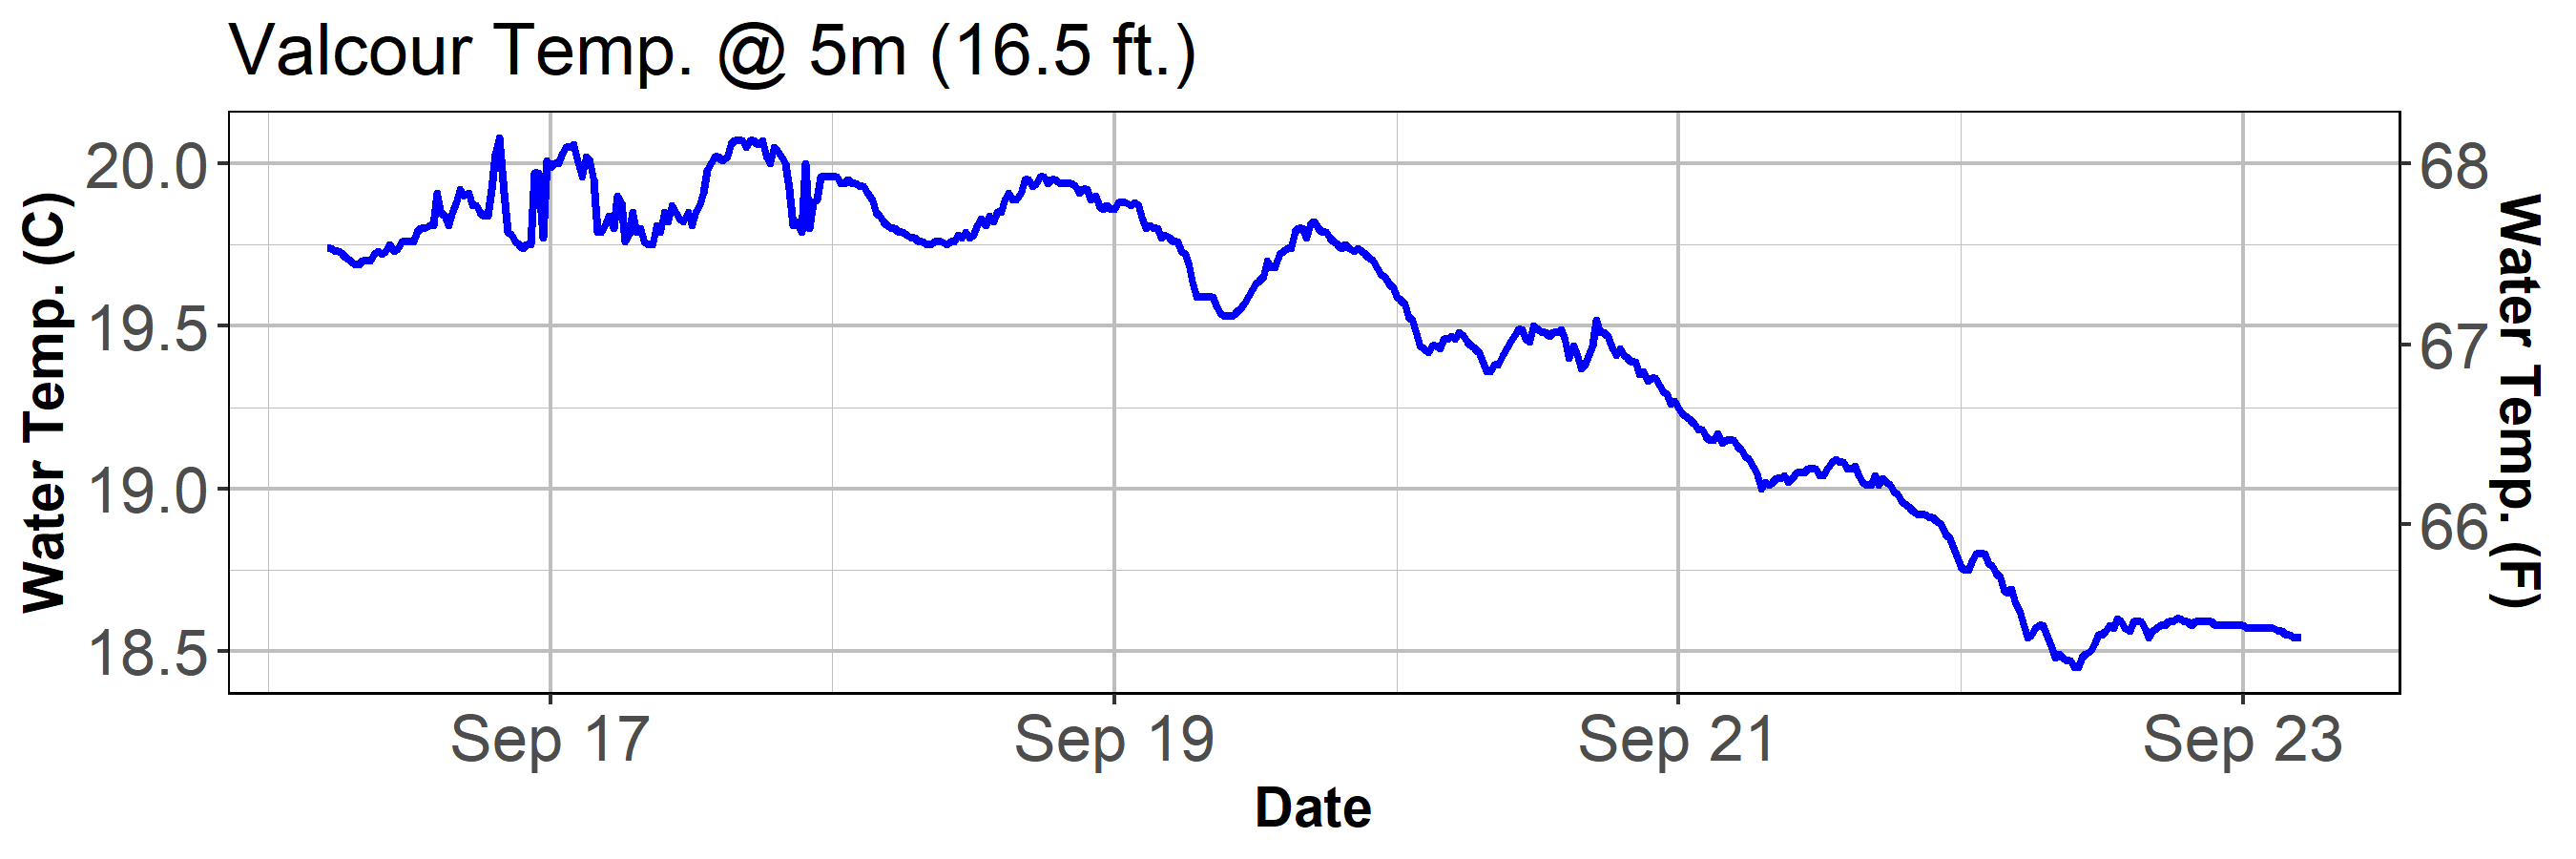 Valcour Temp. @ 5m (16.5 ft.)
Water Temp. (C)
20.0
19.5
19.0
18.5
68
67
66
Water Temp. (F)
Sep 17
Sep 19
Sep 21
Sep 23
Date